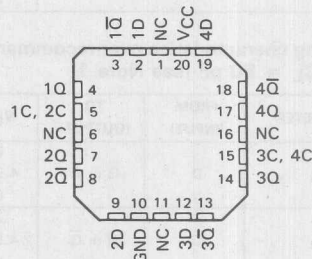 1Q̅ 1D NC VCC 4D
3 2 1 20 19
1Q 4 18 4Q̅
1C, 2C 5 17 4Q
NC 6 16 NC
2Q 7 15 3C, 4C
2Q̅ 8 14 3Q
9 10 11 12 13
2D GND NC 3D 3Q̅